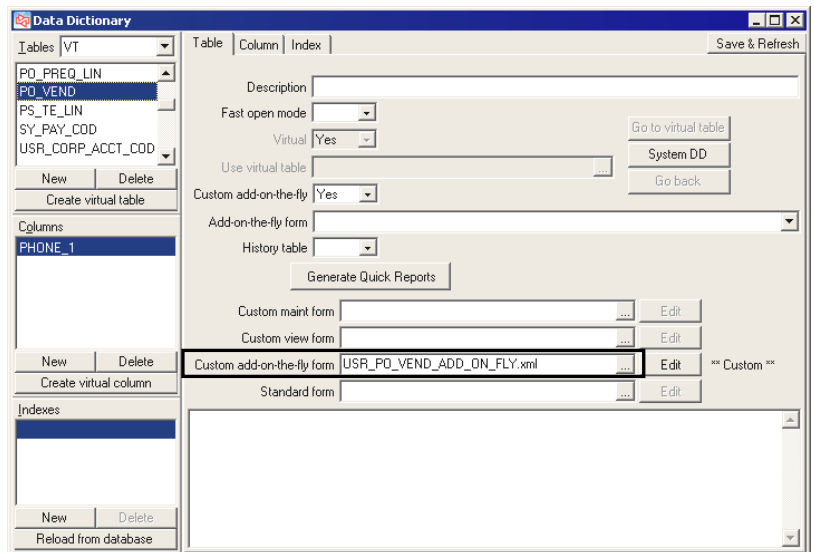 Data Dictionary
Tables VT
PO_PREQ_LIN
PO_VEND
PS_TE_LIN
SY_PAY_COD
USR_CORP_ACCT_COD
New Delete
Create virtual table
Columns
PHONE_1
New Delete
Create virtual column
Indexes
New Delete
Reload from database
Table Column Index Save & Refresh
Description
Fast open mode
Virtual Yes
Go to virtual table
Use virtual table ...
System DD
Custom add-on-the-fly Yes
Go back
Add-on-the-fly form
History table
Generate Quick Reports
Custom maint form ... Edit
Custom view form ... Edit
Custom add-on-the-fly form USR_PO_VEND_ADD_ON_FLY.xml ... Edit ** Custom **
Standard form ... Edit